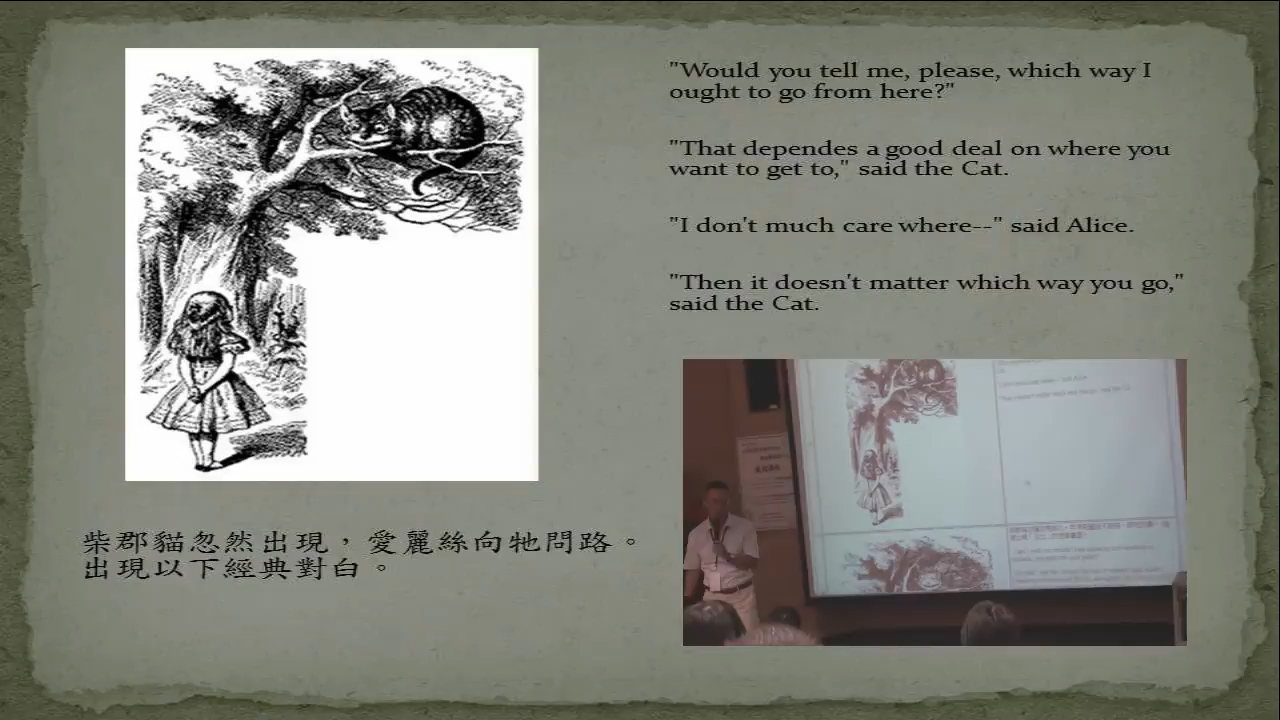 "Would you tell me, please, which way I
ought to go from here?"
"That dependes a good deal on where you
want to get to," said the Cat.
"I don't much care where--" said Alice.
"Then it doesn't matter which way you go,"
said the Cat.
柴郡貓忽然出現，愛麗絲向牠問路。
出現以下經典對白。